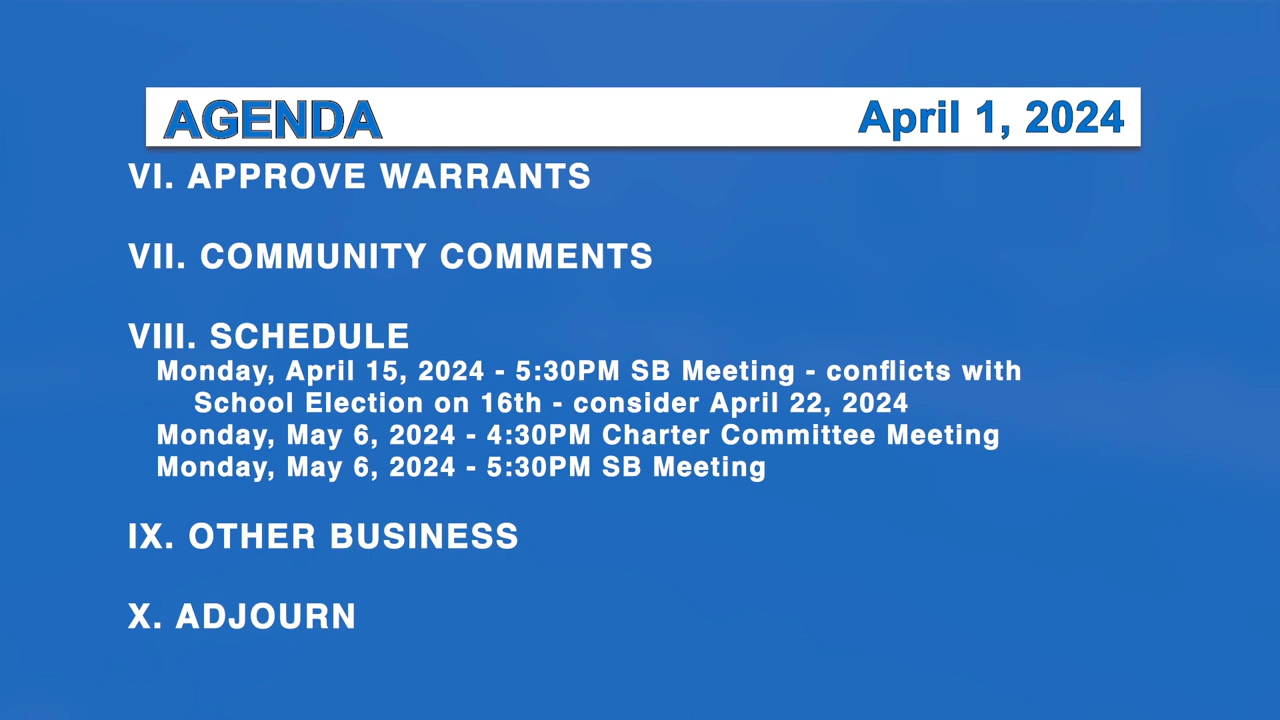 AGENDA April 1, 2024
VI. APPROVE WARRANTS
VII. COMMUNITY COMMENTS
VIII. SCHEDULE
Monday, April 15, 2024 - 5:30PM SB Meeting - conflicts with
School Election on 16th - consider April 22, 2024
Monday, May 6, 2024 - 4:30PM Charter Committee Meeting
Monday, May 6, 2024 - 5:30PM SB Meeting
IX. OTHER BUSINESS
X. ADJOURN